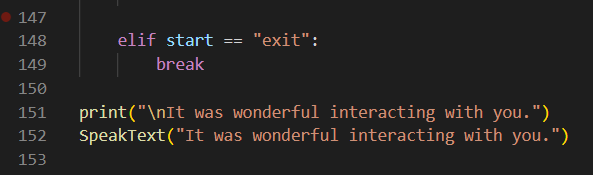 147
148 elif start == "exit":
149 break
150
151 print("\nIt was wonderful interacting with you.")
152 SpeakText("It was wonderful interacting with you.")
153